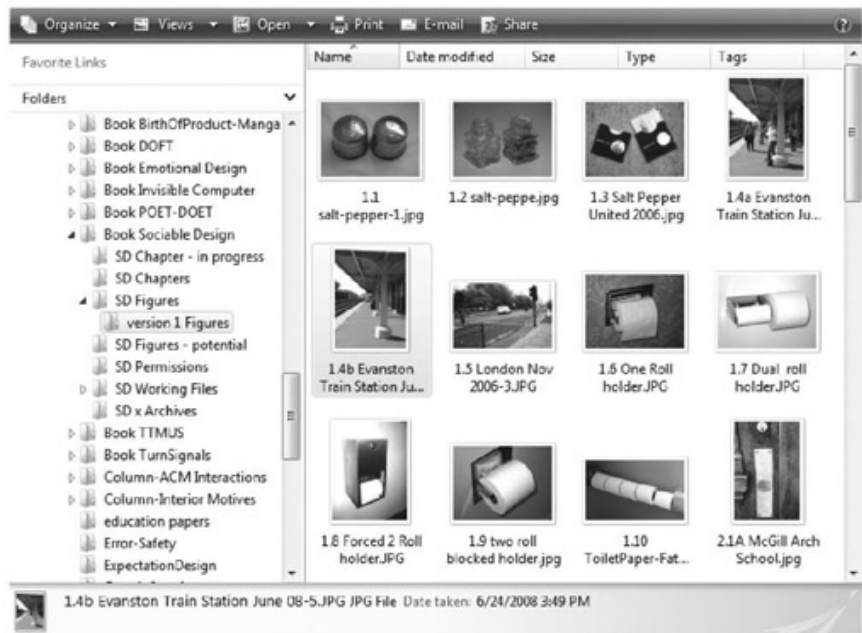 Organize Views Open Print E-mail Share
Favorite Links
Folders
Book BirthOfProduct-Manga
Book DOFT
Book Emotional Design
Book Invisible Computer
Book POET-DOET
Book Sociable Design
SD Chapter - in progress
SD Chapters
SD Figures
version 1 Figures
SD Figures - potential
SD Permissions
SD Working Files
SD x Archives
Book TTMUS
Book TurnSignals
Column-ACM Interactions
Column-Interior Motives
education papers
Error-Safety
ExpectationDesign
Name Date modified Size Type Tags
1.1
salt-pepper-1.jpg
1.2 salt-peppe.jpg
1.3 Salt Pepper
United 2006.jpg
1.4a Evanston
Train Station Ju...
1.4b Evanston
Train Station Ju...
1.5 London Nov
2006-3.JPG
1.6 One Roll
holder.JPG
1.7 Dual roll
holder.JPG
1.8 Forced 2 Roll
holder.JPG
1.9 two roll
blocked holder.jpg
1.10
ToiletPaper-Fat...
2.1A McGill Arch
School.jpg
1.4b Evanston Train Station June 08-5.JPG JPG File Date taken: 6/24/2008 3:49 PM